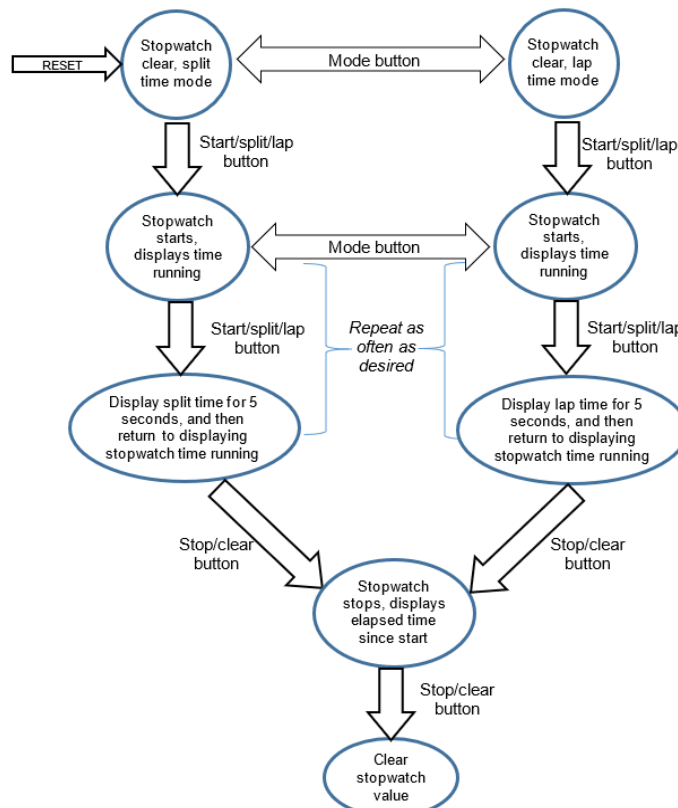 Stopwatch
clear, split
time mode
RESET
Mode button
Stopwatch
clear, lap
time mode
Start/split/lap
button
Start/split/lap
button
Stopwatch
starts,
displays time
running
Mode button
Stopwatch
starts,
displays time
running
Start/split/lap
button
Repeat as
often as
desired
Start/split/lap
button
Display split time for 5
seconds, and then
return to displaying
stopwatch time running
Display lap time for 5
seconds, and then
return to displaying
stopwatch time running
Stop/clear
button
Stop/clear
button
Stopwatch
stops, displays
elapsed time
since start
Stop/clear
button
Clear
stopwatch
value